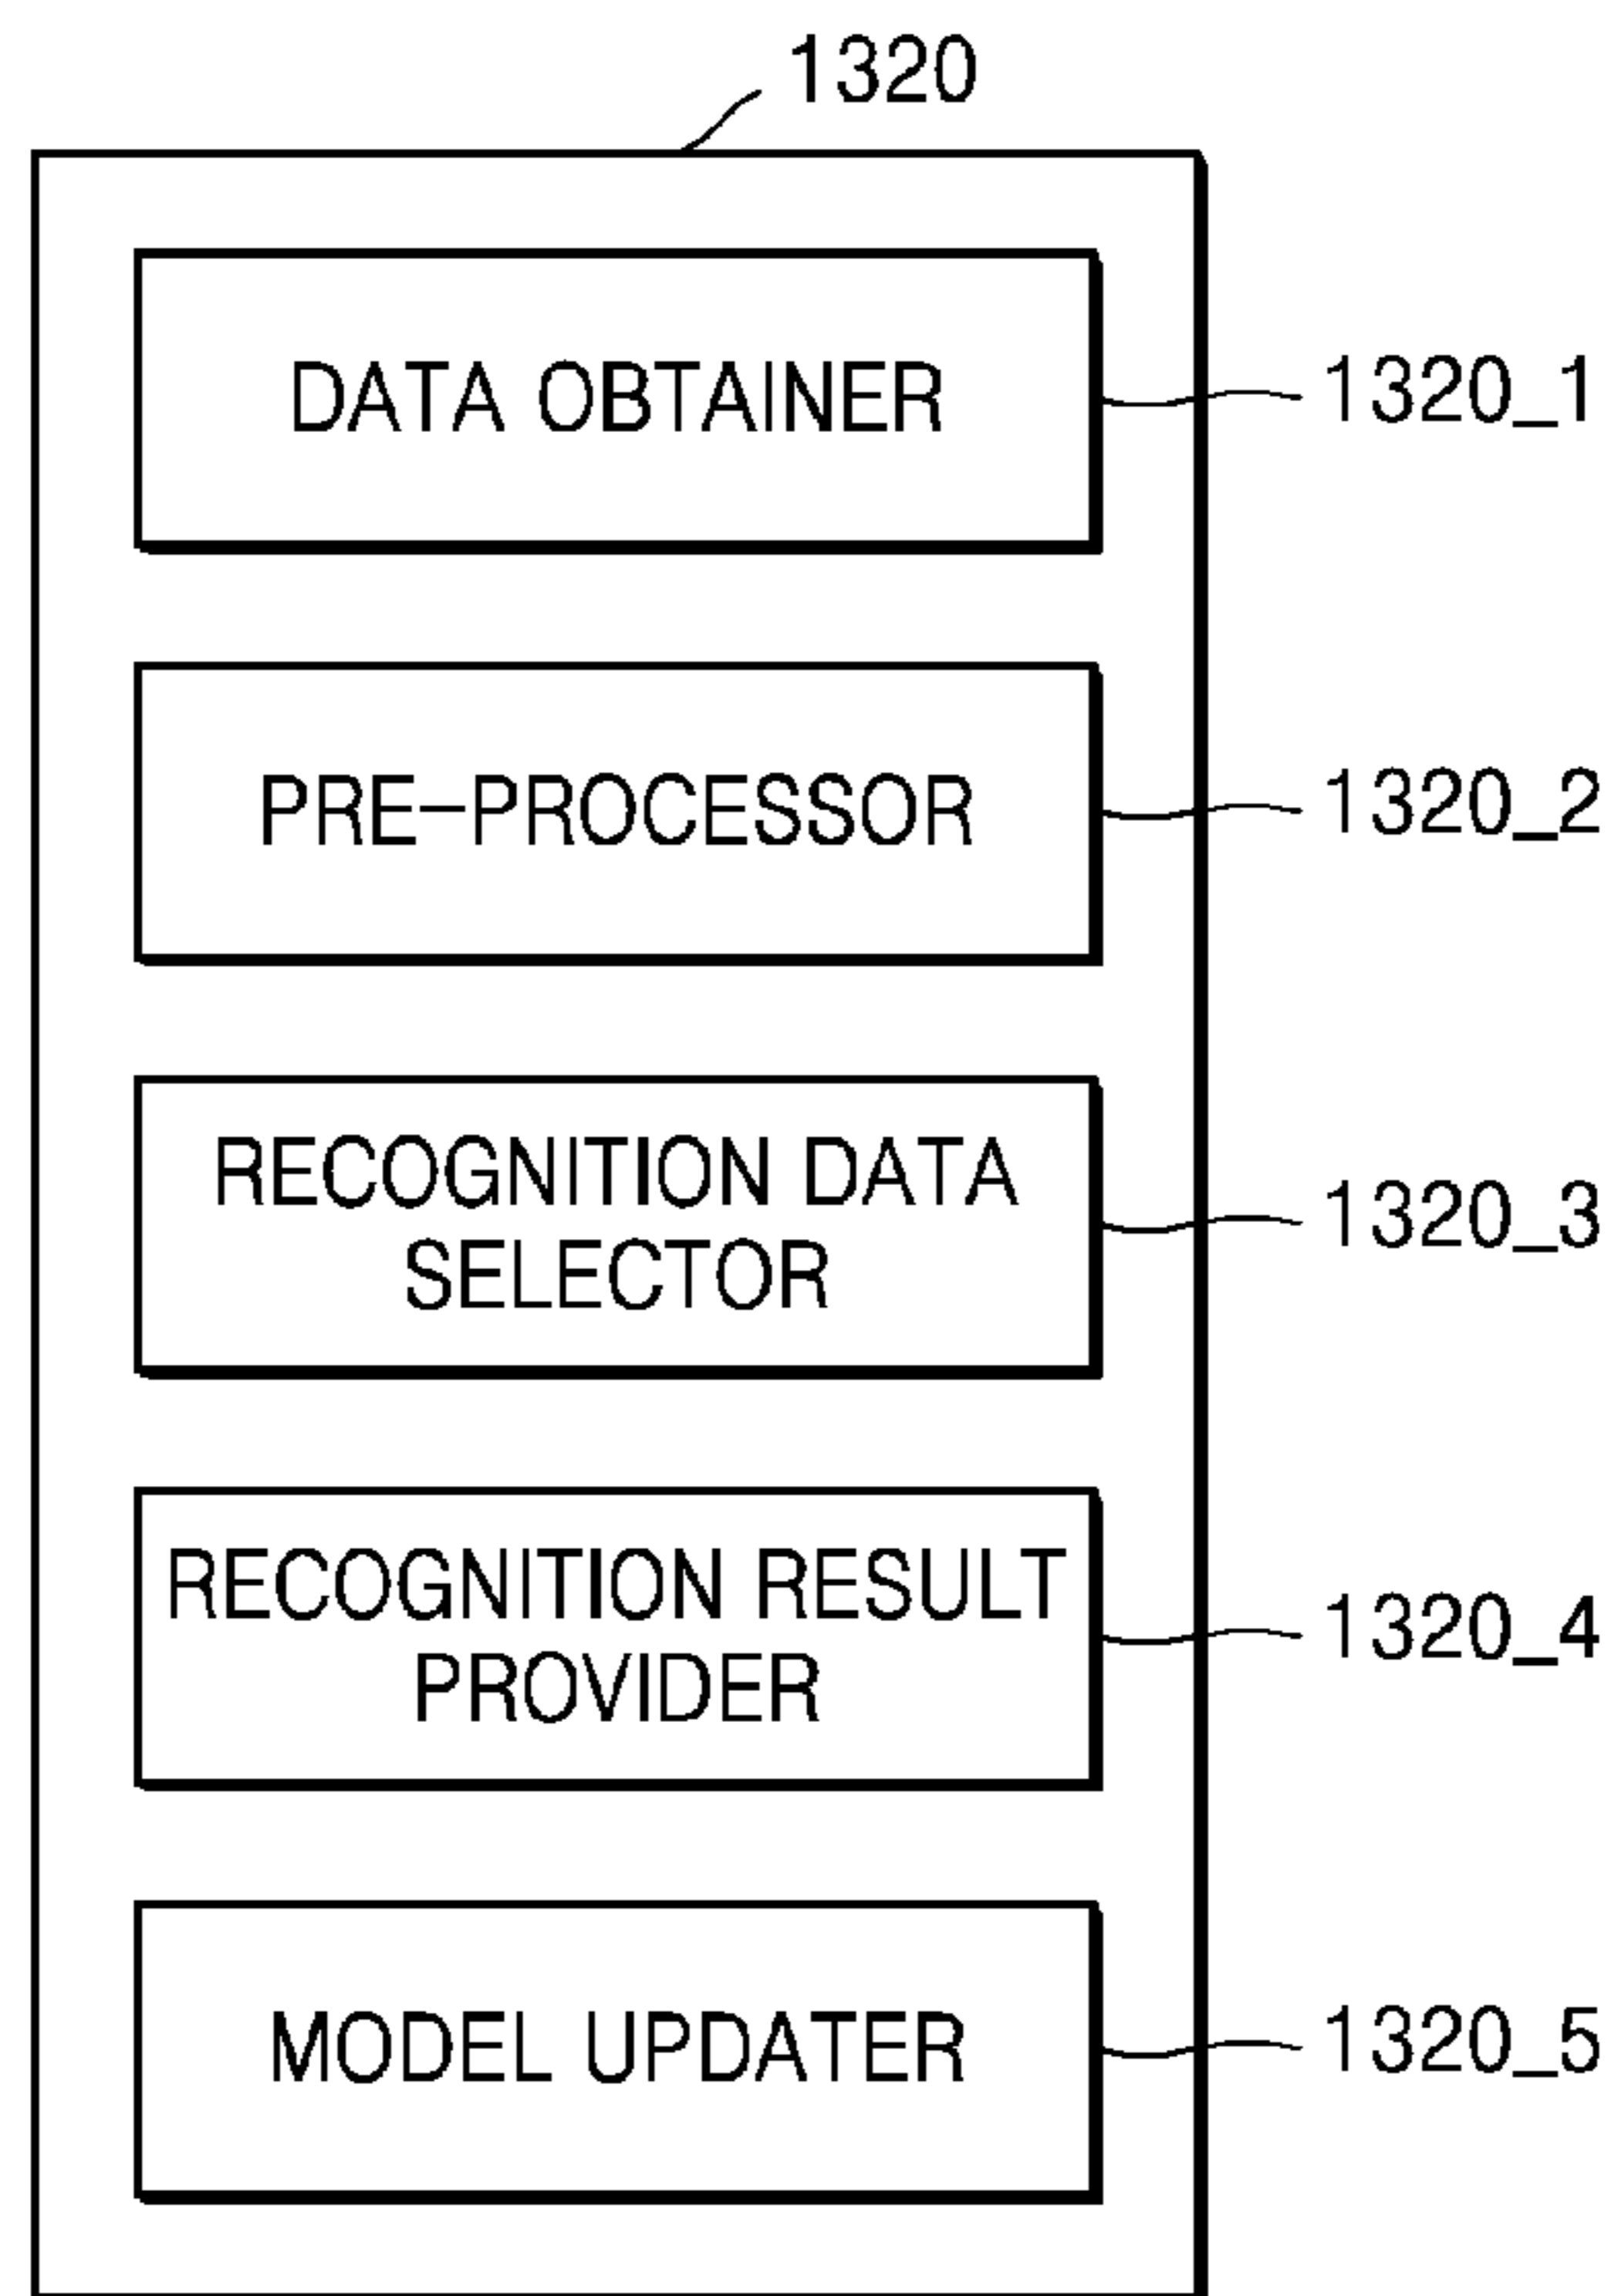 1320
DATA OBTAINER
1320_1
PRE-PROCESSOR
1320_2
RECOGNITION DATA
SELECTOR
1320_3
RECOGNITION RESULT
PROVIDER
1320_4
MODEL UPDATER
1320_5